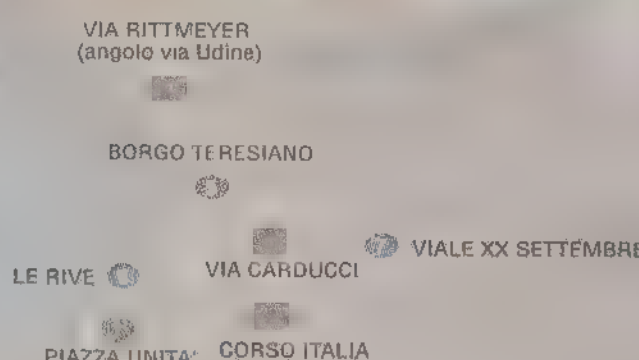 VIA RITTMEYER
(angolo via Udine)
BORGO TERESIANO
VIALE XX SETTEMBRE
LE RIVE
VIA CARDUCCI
PIAZZA UNITA'
CORSO ITALIA